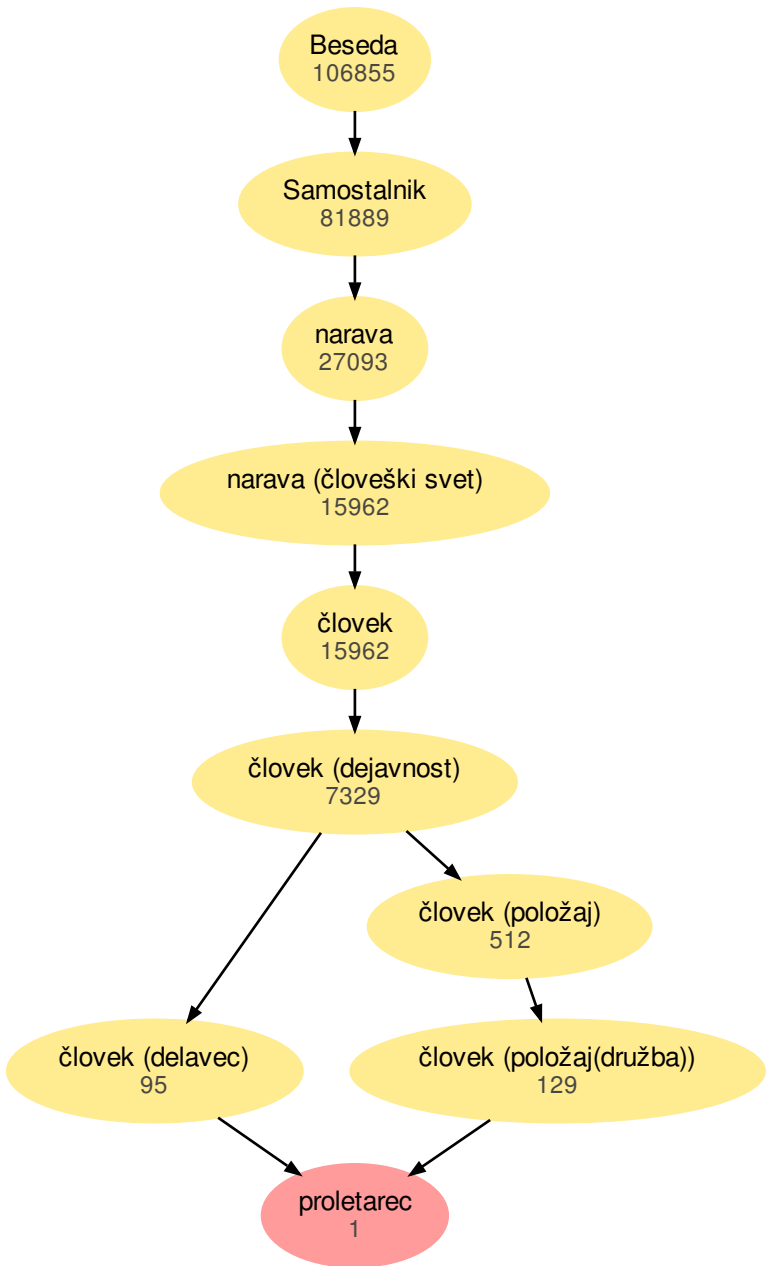 Beseda
106855
Samostalnik
81889
narava
27093
narava (človeški svet)
15962
človek
15962
človek (dejavnost)
7329
človek (položaj)
512
človek (delavec)
95
človek (položaj(družba))
129
proletarec
1